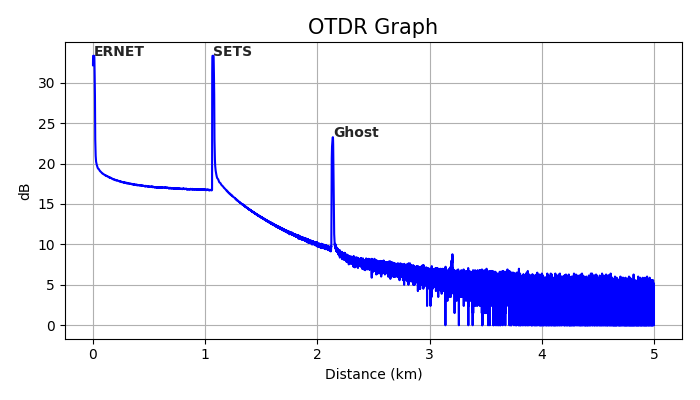 OTDR Graph
ERNET
SETS
Ghost
30
25
20
15
10
5
0
dB
0 1 2 3 4 5
Distance (km)